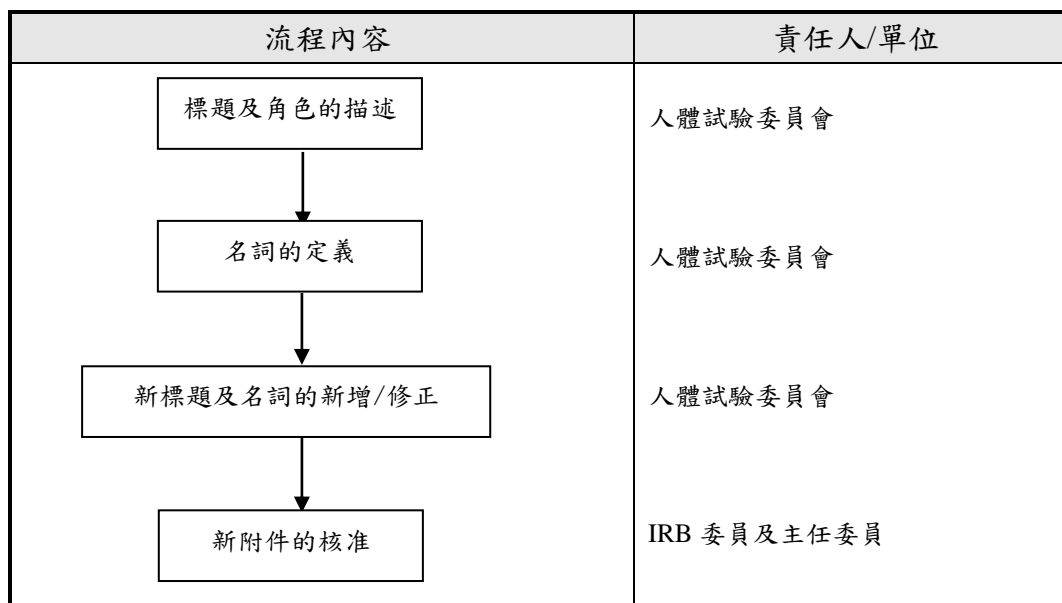 流程內容
責任人/單位
標題及角色的描述
人體試驗委員會
名詞的定義
人體試驗委員會
新標題及名詞的新增/修正
人體試驗委員會
新附件的核准
IRB 委員及主任委員